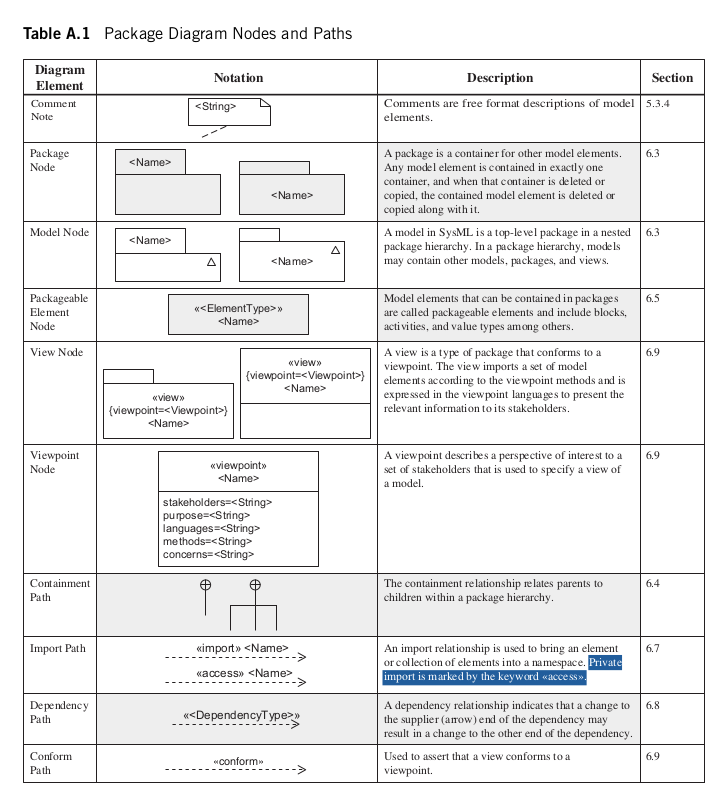 Table A.1 Package Diagram Nodes and Paths
Diagram
Element
Notation
Description
Section
Comment
Note
<String>
Comments are free format descriptions of model
elements.
5.3.4
Package
Node
<Name>
<Name>
A package is a container for other model elements.
Any model element is contained in exactly one
container, and when that container is deleted or
copied, the contained model element is deleted or
copied along with it.
6.3
Model Node
<Name>
<Name>
A model in SysML is a top-level package in a nested
package hierarchy. In a package hierarchy, models
may contain other models, packages, and views.
6.3
Packageable
Element
Node
«<ElementType>»
<Name>
Model elements that can be contained in packages
are called packageable elements and include blocks,
activities, and value types among others.
6.5
View Node
«view»
{viewpoint=<Viewpoint>}
<Name>
«view»
{viewpoint=<Viewpoint>}
<Name>
A view is a type of package that conforms to a
viewpoint. The view imports a set of model
elements according to the viewpoint methods and is
expressed in the viewpoint languages to present the
relevant information to its stakeholders.
6.9
Viewpoint
Node
«viewpoint»
<Name>
stakeholders=<String>
purpose=<String>
languages=<String>
methods=<String>
concerns=<String>
A viewpoint describes a perspective of interest to a
set of stakeholders that is used to specify a view of
a model.
6.9
Containment
Path
The containment relationship relates parents to
children within a package hierarchy.
6.4
Import Path
«import» <Name>
«access» <Name>
An import relationship is used to bring an element
or collection of elements into a namespace. Private
import is marked by the keyword «access».
6.7
Dependency
Path
«<DependencyType>»
A dependency relationship indicates that a change to
the supplier (arrow) end of the dependency may
result in a change to the other end of the dependency.
6.8
Conform
Path
«conform»
Used to assert that a view conforms to a
viewpoint.
6.9